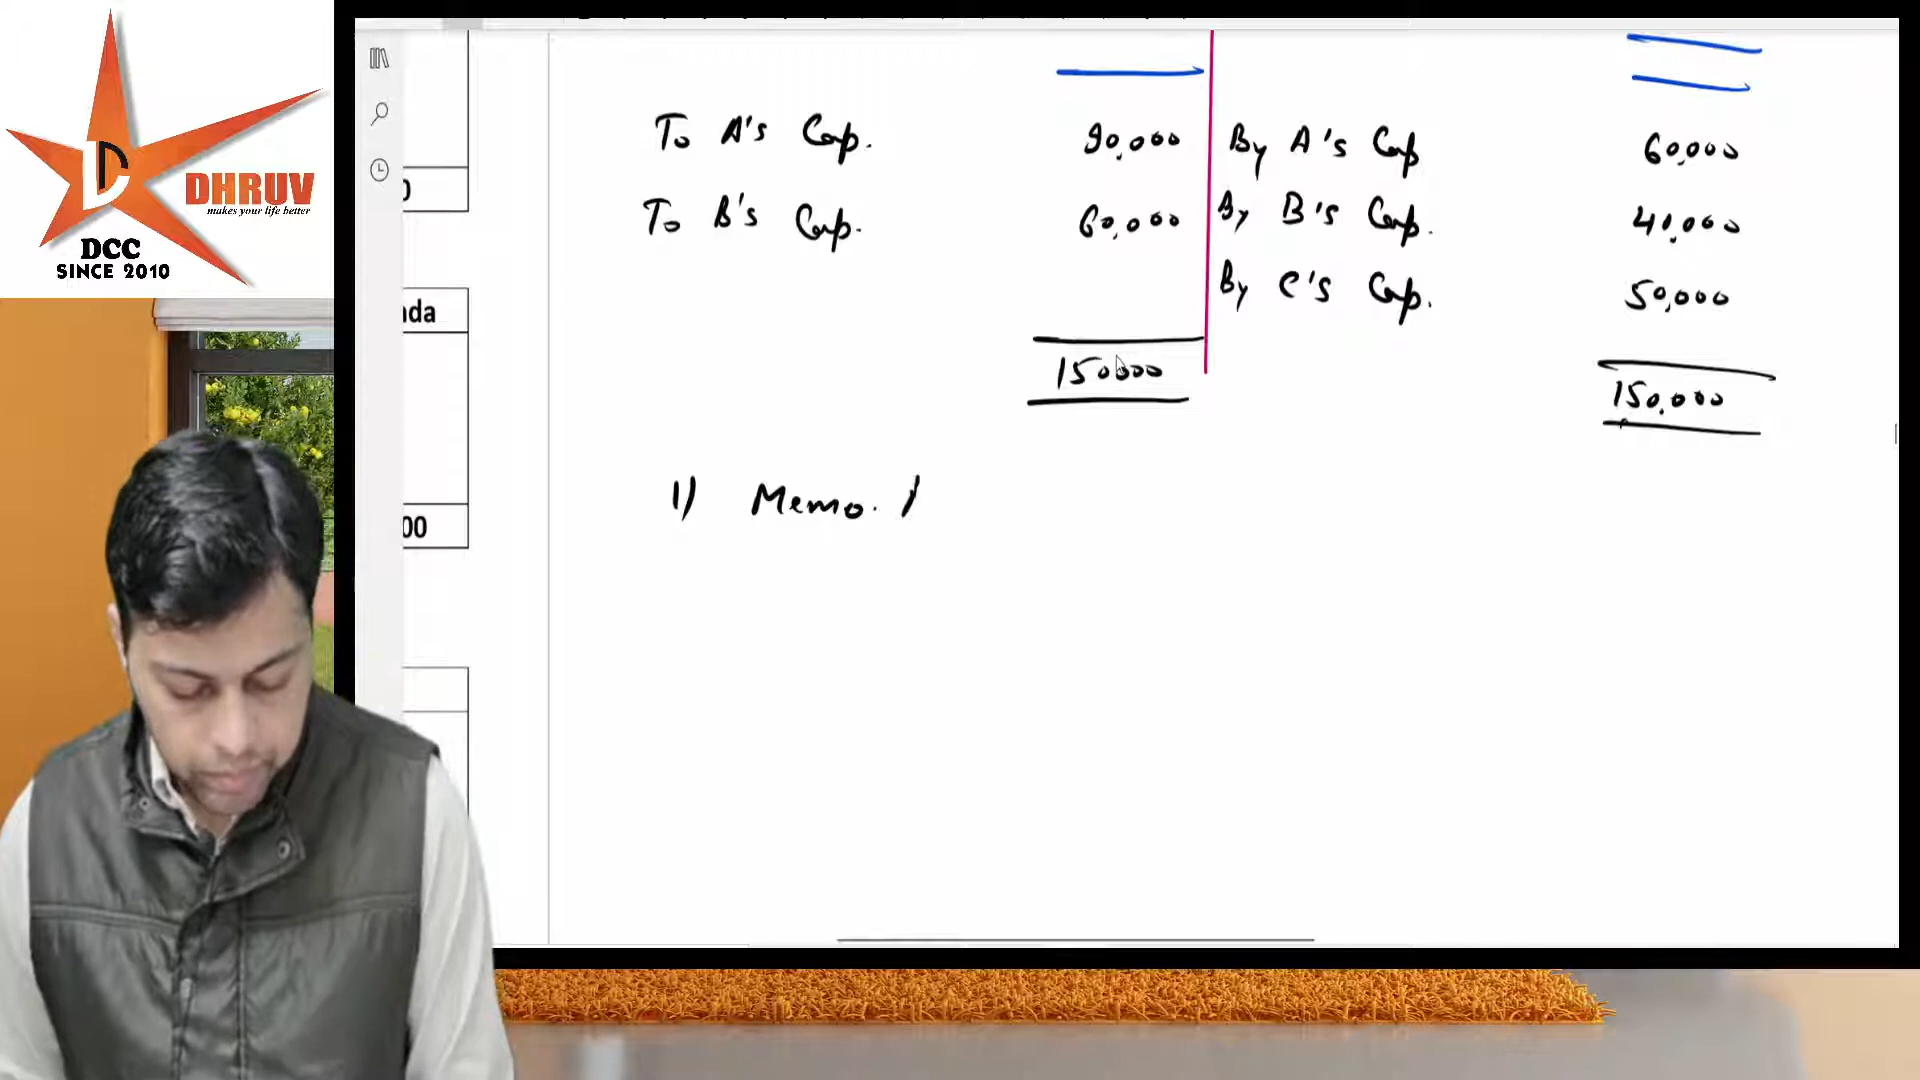 DHRUV
makes your life better
DCC
SINCE 2010
0
nda
00
To A's Cap. 90,000 By A's Cap 60,000
To B's Cap. 60,000 By B's Cap. 40,000
By C's Cap. 50,000
150000 150,000
1) Memo.